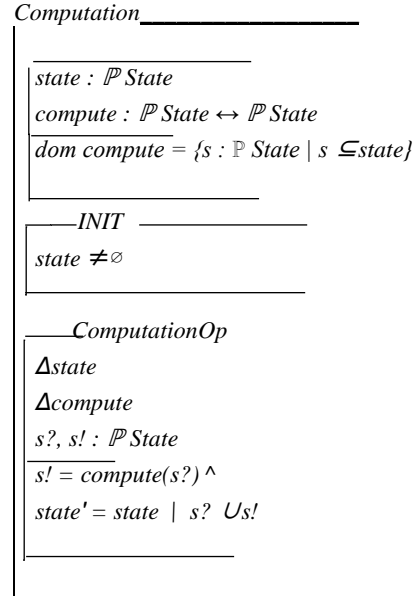 Computation
state : ℙ State
compute : ℙ State ↔ ℙ State
dom compute = {s : ℙ State | s ⊆state}
INIT
state ≠∅
ComputationOp
Δstate
Δcompute
s?, s! : ℙ State
s! = compute(s?) ^
state' = state | s? ∪s!